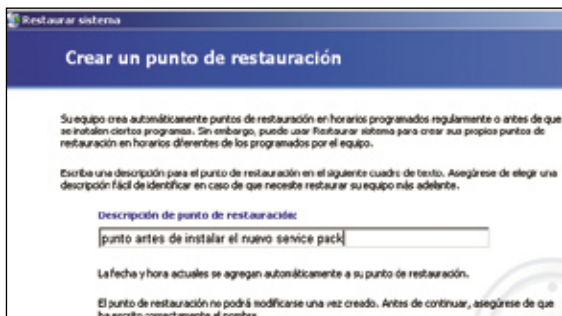 Restaurar sistema
Crear un punto de restauración
Su equipo crea automáticamente puntos de restauración en horarios programados regularmente o antes de que
se instalen ciertos programas. Sin embargo, puede usar Restaurar sistema para crear sus propios puntos de
restauración en horarios diferentes de los programados por el equipo.
Escriba una descripción para el punto de restauración en el siguiente cuadro de texto. Asegúrese de elegir una
descripción fácil de identificar en caso de que necesite restaurar su equipo más adelante.
Descripción de punto de restauración:
punto antes de instalar el nuevo service pack
La fecha y hora actuales se agregan automáticamente a su punto de restauración.
El punto de restauración no podrá modificarse una vez creado. Antes de continuar, asegúrese de que
ha escrito correctamente el nombre.